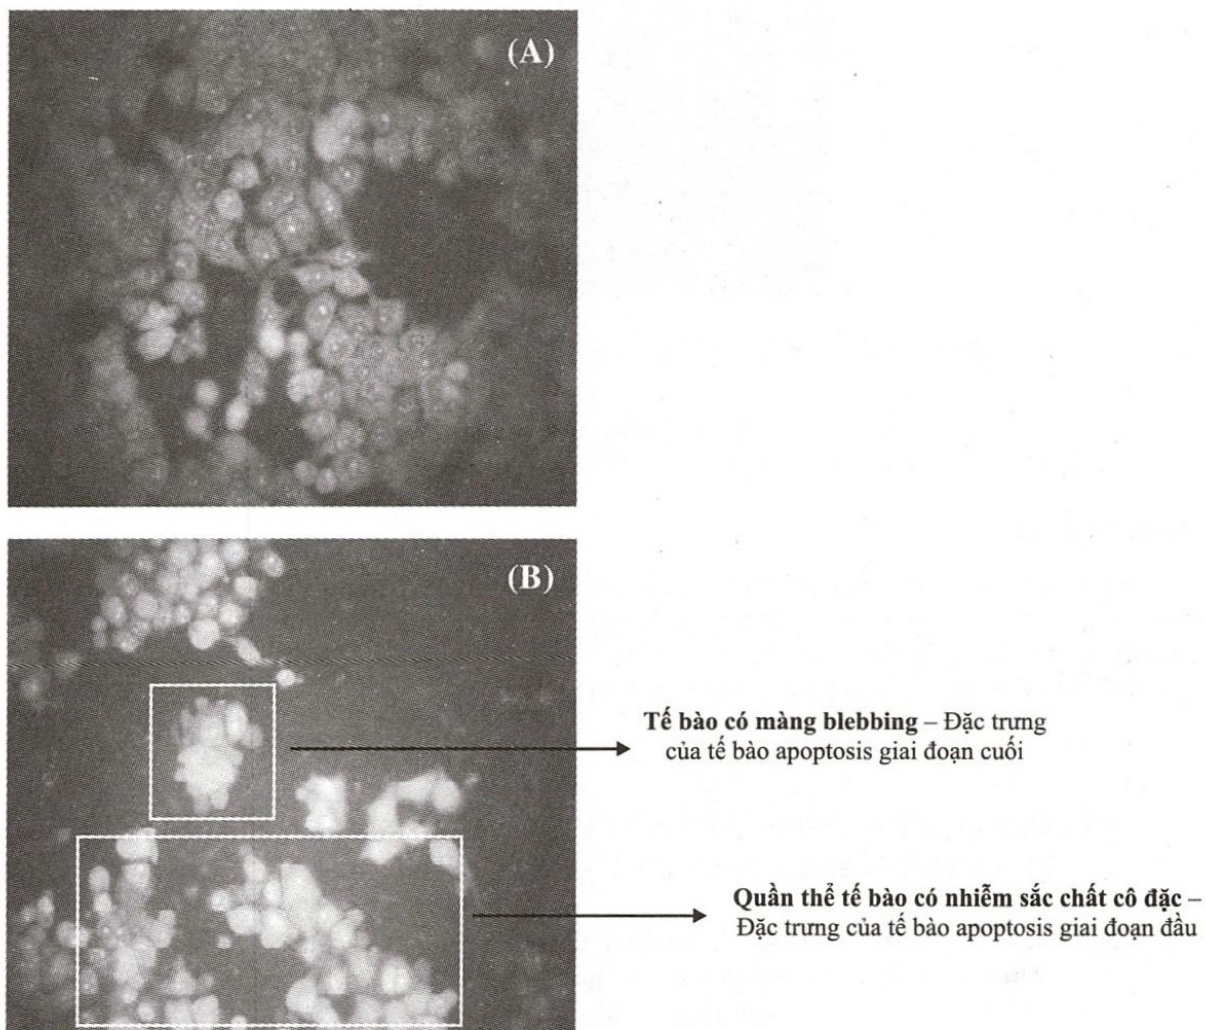 (A)
(B)
Tế bào có màng blebbing – Đặc trưng
của tế bào apoptosis giai đoạn cuối
Quần thể tế bào có nhiễm sắc chất cô đặc –
Đặc trưng của tế bào apoptosis giai đoạn đầu